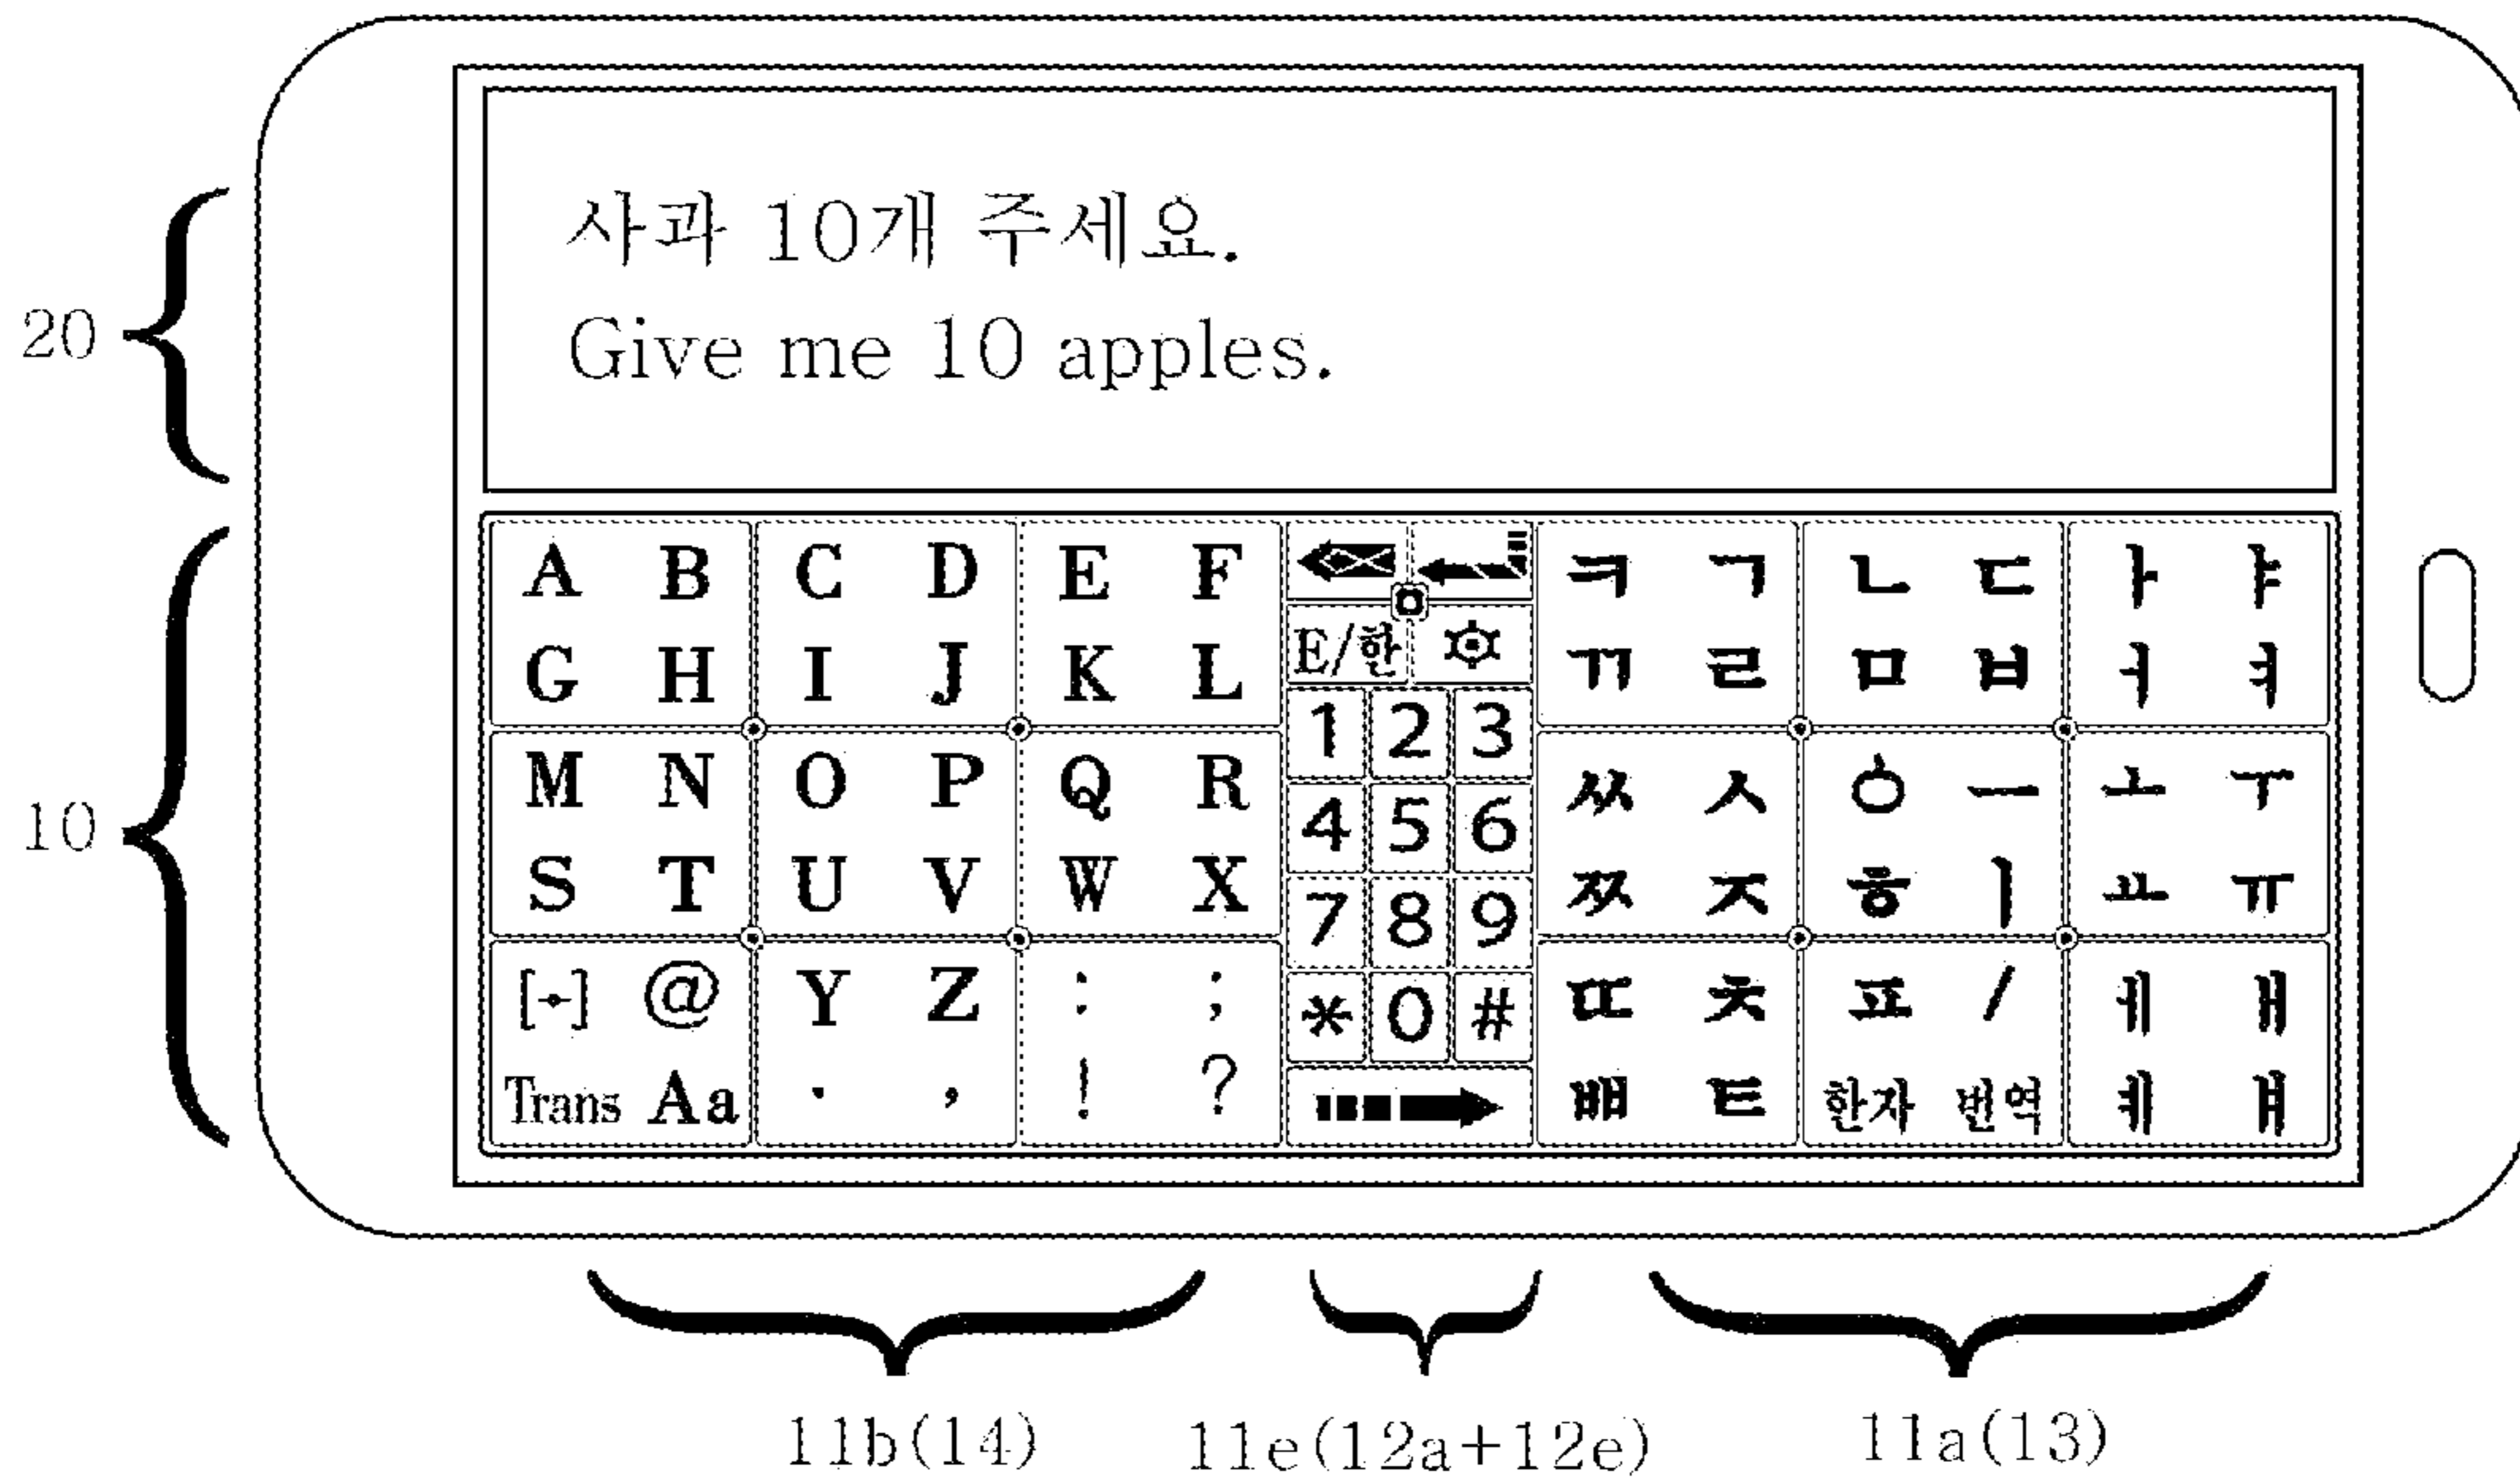 사과 10개 주세요.
Give me 10 apples.
20
10
A B C D E F
G H I J K L
M N O P Q R
S T U V W X
@ Y Z : ;
Trans Aa . , ! ?
E/한
1 2 3
4 5 6
7 8 9
* 0 #
ㅋ ㄱ ㄴ ㄷ ㅏ ㅑ
ㄲ ㄹ ㅁ ㅂ ㅓ ㅕ
ㅆ ㅅ ㅇ ㅡ ㅗ ㅜ
ㅉ ㅈ ㅎ ㅣ ㅛ ㅠ
ㄸ ㅊ ㅍ / ㅔ ㅐ
ㅃ ㅌ 한자 번역 ㅖ ㅒ
11b(14) 11e(12a+12e) 11a(13)